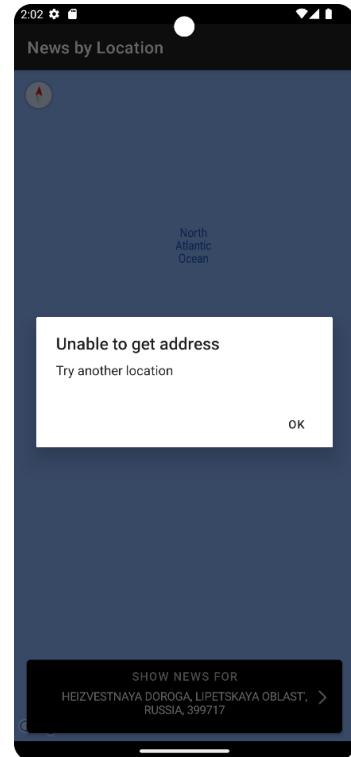 2:02
News by Location
North
Atlantic
Ocean
Unable to get address
Try another location
OK
SHOW NEWS FOR
HEIZVESTNAYA DOROGA, LIPETSKAYA OBLAST',
RUSSIA, 399717